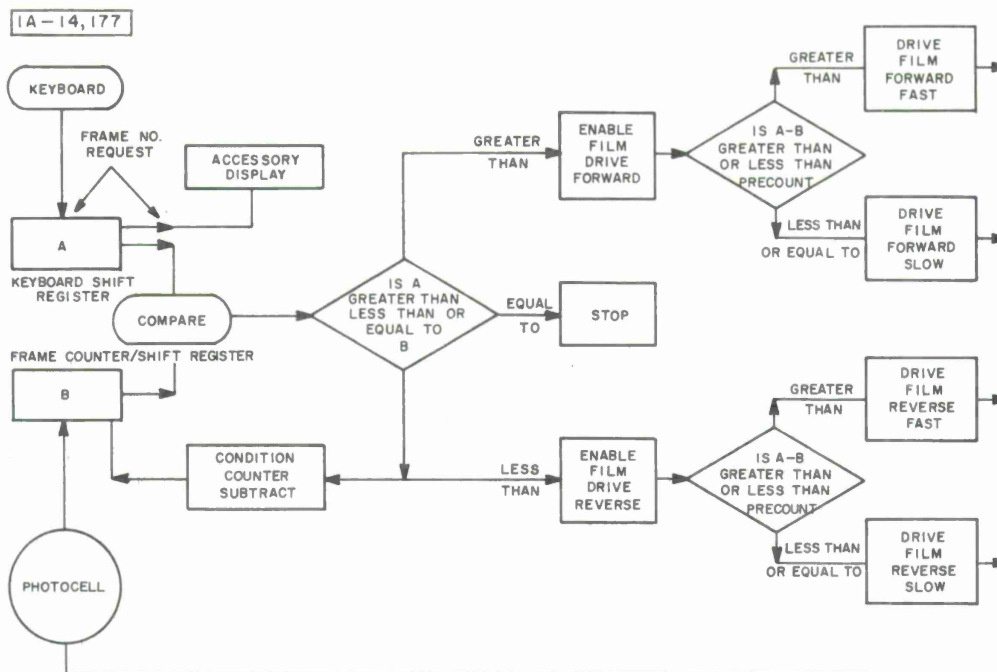 IA-14,177
KEYBOARD
FRAME NO.
REQUEST
ACCESSORY
DISPLAY
A
KEYBOARD SHIFT
REGISTER
COMPARE
FRAME COUNTER/SHIFT REGISTER
B
CONDITION
COUNTER
SUBTRACT
PHOTOCELL
IS A
GREATER THAN
LESS THAN OR
EQUAL TO
B
GREATER
THAN
ENABLE
FILM
DRIVE
FORWARD
IS A-B
GREATER THAN
OR LESS THAN
PRECOUNT
GREATER
THAN
DRIVE
FILM
FORWARD
FAST
LESS THAN
OR EQUAL TO
DRIVE
FILM
FORWARD
SLOW
EQUAL
TO
STOP
LESS
THAN
ENABLE
FILM
DRIVE
REVERSE
IS A-B
GREATER THAN
OR LESS THAN
PRECOUNT
GREATER
THAN
DRIVE
FILM
REVERSE
FAST
LESS THAN
OR EQUAL TO
DRIVE
FILM
REVERSE
SLOW